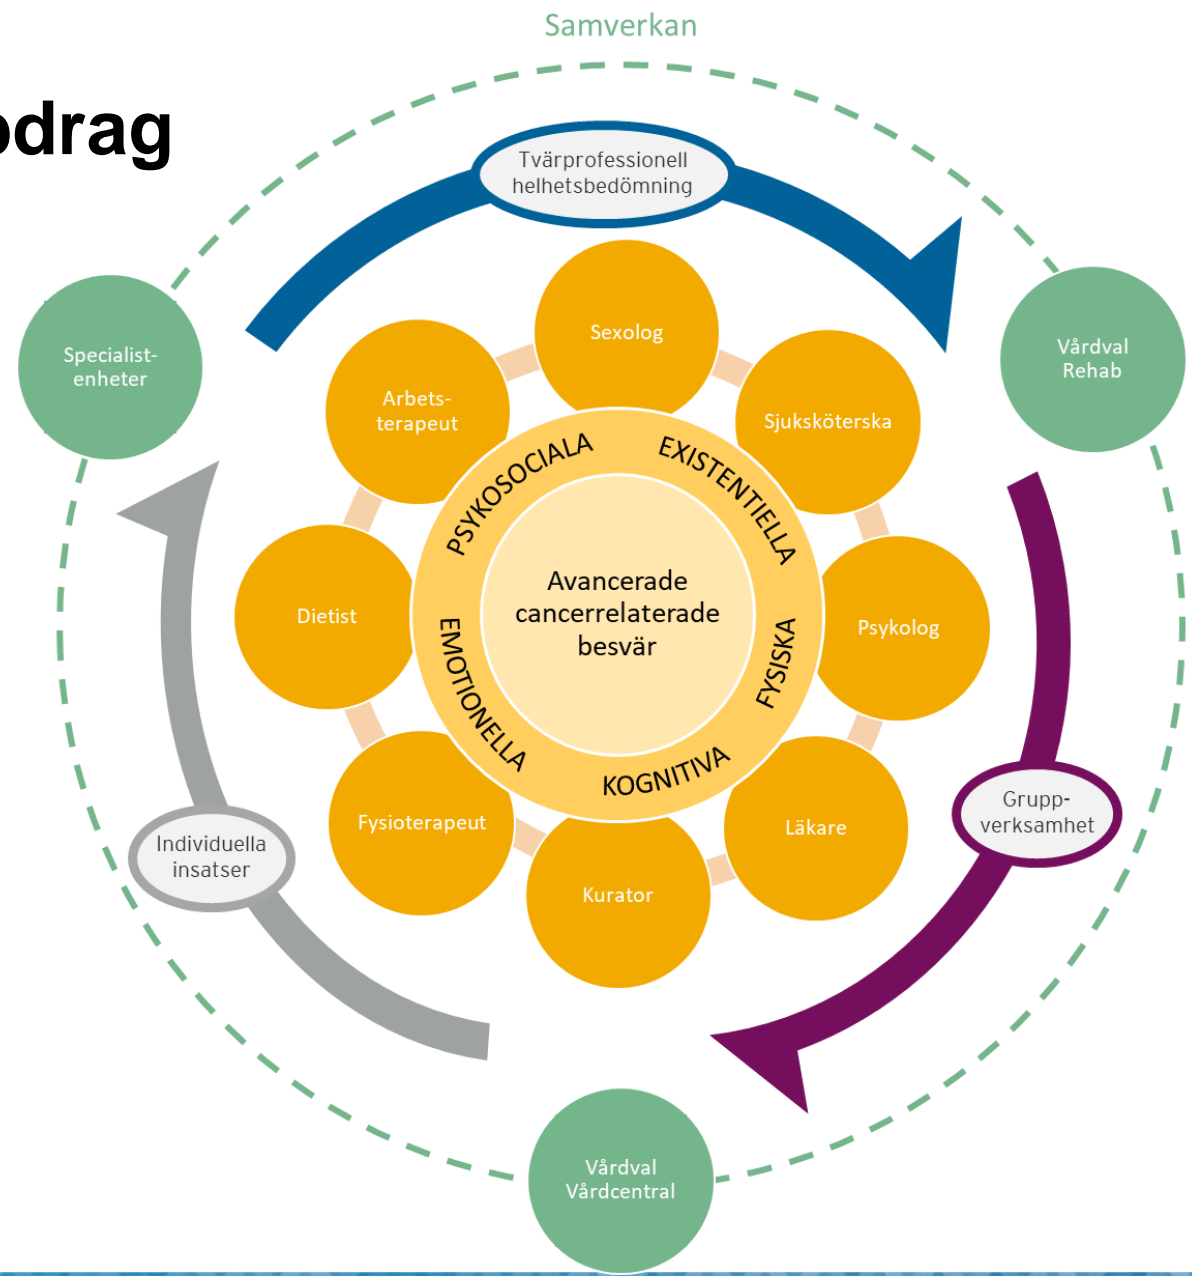 Samverkan
pdrag
Tvärprofessionell
helhetsbedömning
Specialist-
enheter
Vårdval
Rehab
Sexolog
Arbets-
terapeut
Sjuksköterska
PSYKOSOCIALA
EXISTENTIELLA
Avancerade
cancerrelaterade
besvär
Dietist
Psykolog
EMOTIONELLA
FYSISKA
KOGNITIVA
Fysioterapeut
Läkare
Grupp-
verksamhet
Individuella
insatser
Kurator
Vårdval
Vårdcentral